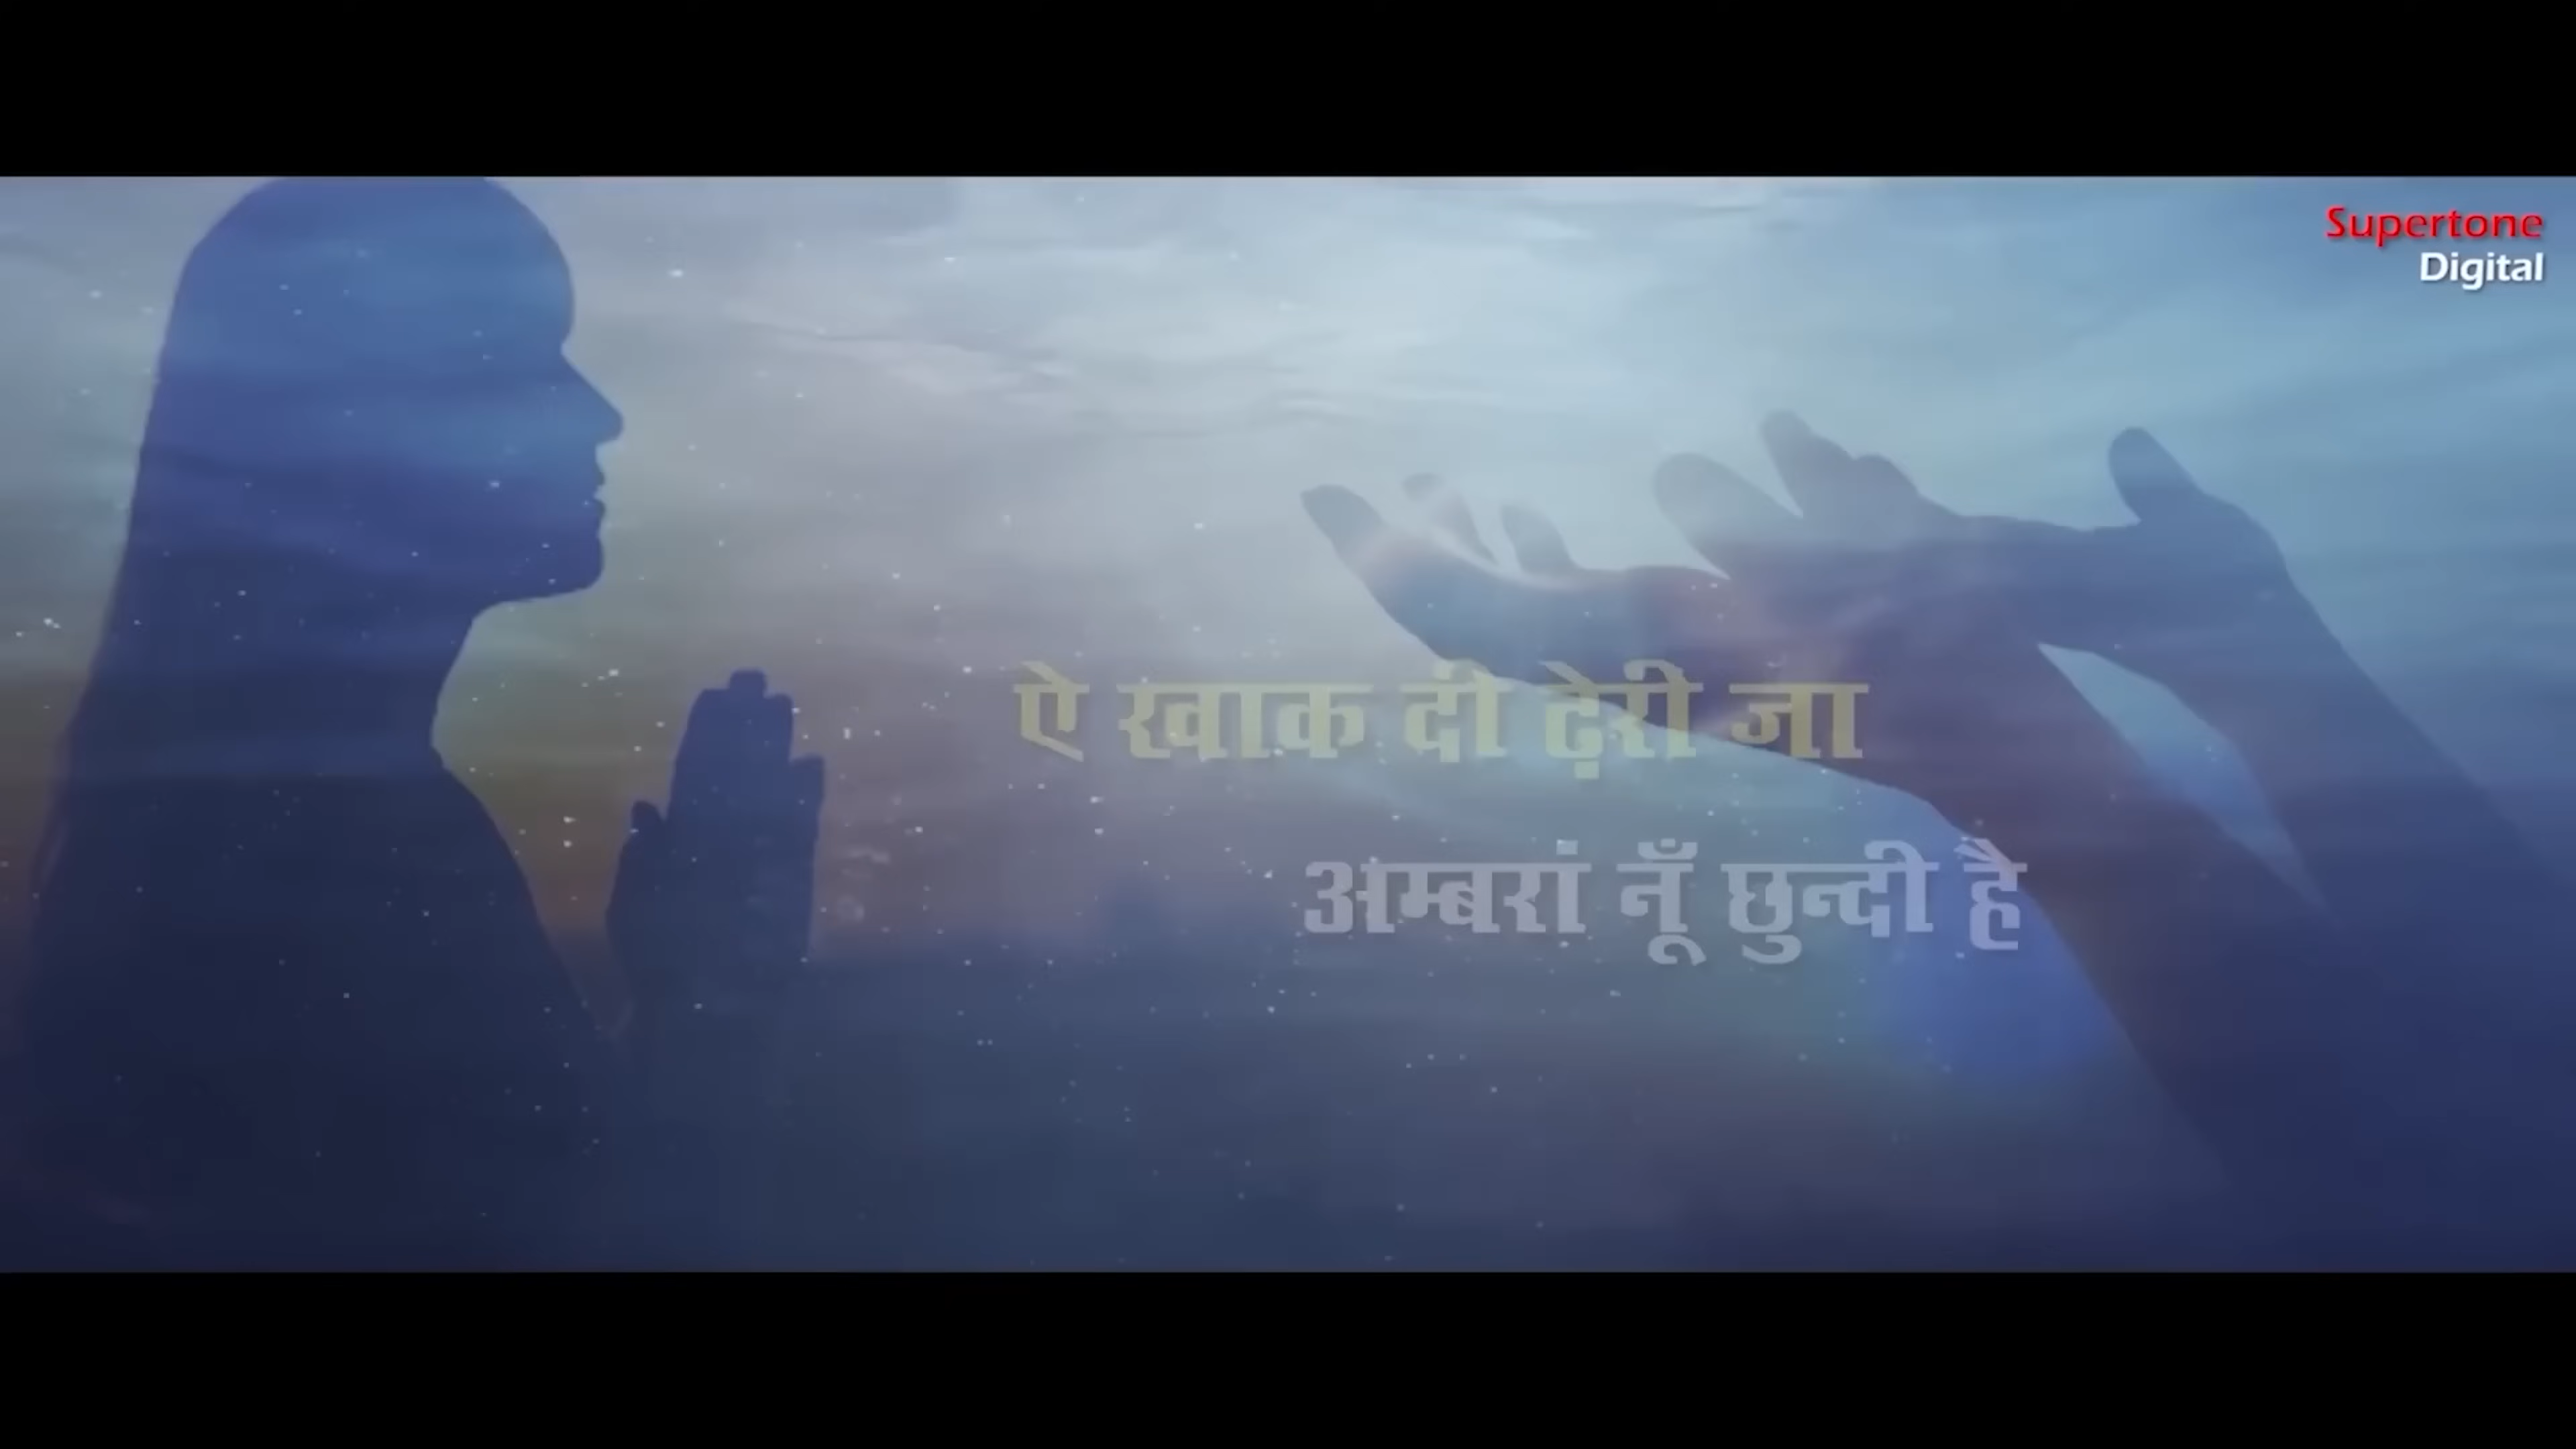 Supertone
Digital
ऐ खाक दी ढ़ेरी जा
अम्बरां नूँ छुन्दी है